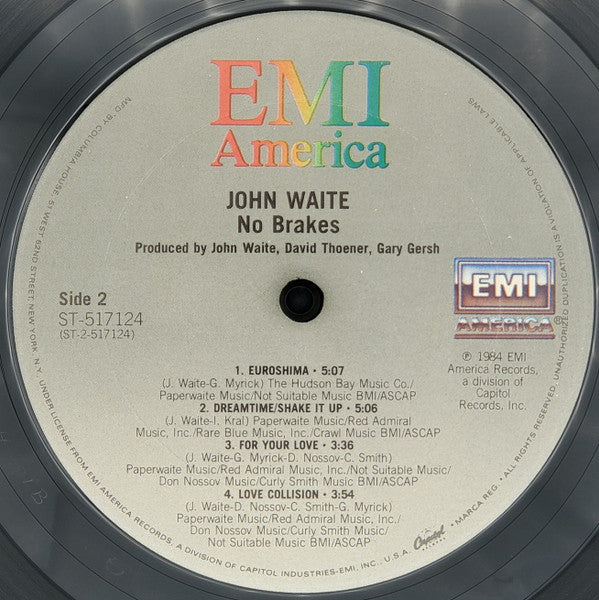 EMI
America
JOHN WAITE
No Brakes
Produced by John Waite, David Thoener, Gary Gersh
Side 2
ST-517124
(ST-2-517124)
EMI
AMERICA®
℗ 1984 EMI
America Records,
a division of
Capitol
Records, Inc.
1. EUROSHIMA · 5:07
(J. Waite-G. Myrick) The Hudson Bay Music Co./
Paperwaite Music/Not Suitable Music BMI/ASCAP
2. DREAMTIME/SHAKE IT UP · 5:06
(J. Waite-I. Kral) Paperwaite Music/Red Admiral
Music, Inc./Rare Blue Music, Inc./Crawl Music BMI/ASCAP
3. FOR YOUR LOVE · 3:36
(J. Waite-G. Myrick-D. Nossov-C. Smith)
Paperwaite Music/Red Admiral Music, Inc./Not Suitable Music/
Don Nossov Music/Curly Smith Music BMI/ASCAP
4. LOVE COLLISION · 3:54
(J. Waite-D. Nossov-C. Smith-G. Myrick)
Paperwaite Music/Red Admiral Music, Inc./
Don Nossov Music/Curly Smith Music/
Not Suitable Music BMI/ASCAP
MFD. BY COLUMBIA HOUSE, 51 WEST 52ND STREET, NEW YORK, N.Y. UNDER LICENSE FROM EMI AMERICA RECORDS, A DIVISION OF CAPITOL INDUSTRIES-EMI, INC., U.S.A. Capitol · MARCA REG. · ALL RIGHTS RESERVED. UNAUTHORIZED DUPLICATION IS A VIOLATION OF APPLICABLE LAWS